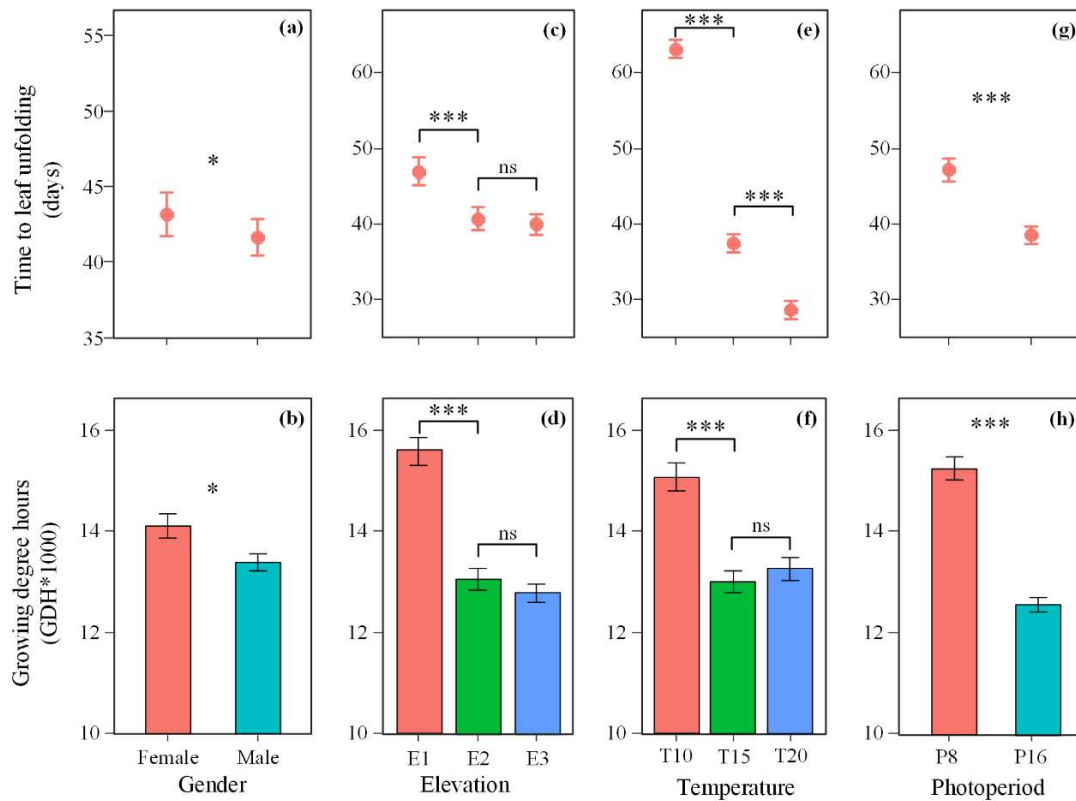 (a)
(c)
(e)
(g)
Time to leaf unfolding
(days)
55
50
45
40
35
*
60
50
40
30
***
ns
60
50
40
30
***
***
60
50
40
30
***
(b)
(d)
(f)
(h)
Growing degree hours
(GDH*1000)
16
14
12
10
*
Female Male
Gender
16
14
12
10
***
ns
E1 E2 E3
Elevation
16
14
12
10
***
ns
T10 T15 T20
Temperature
16
14
12
10
***
P8 P16
Photoperiod